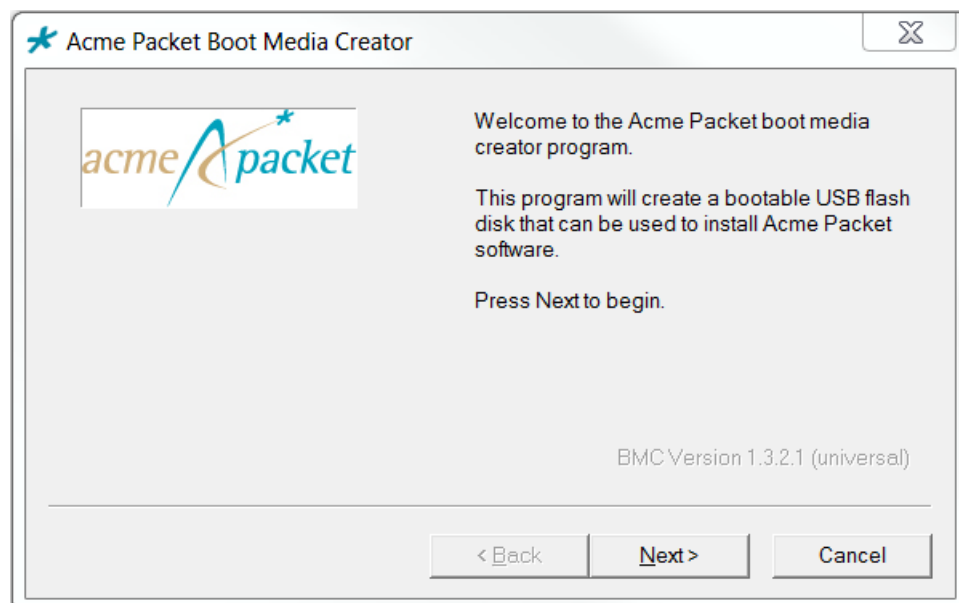 Acme Packet Boot Media Creator
acme packet
Welcome to the Acme Packet boot media
creator program.
This program will create a bootable USB flash
disk that can be used to install Acme Packet
software.
Press Next to begin.
BMC Version 1.3.2.1 (universal)
< Back
Next >
Cancel